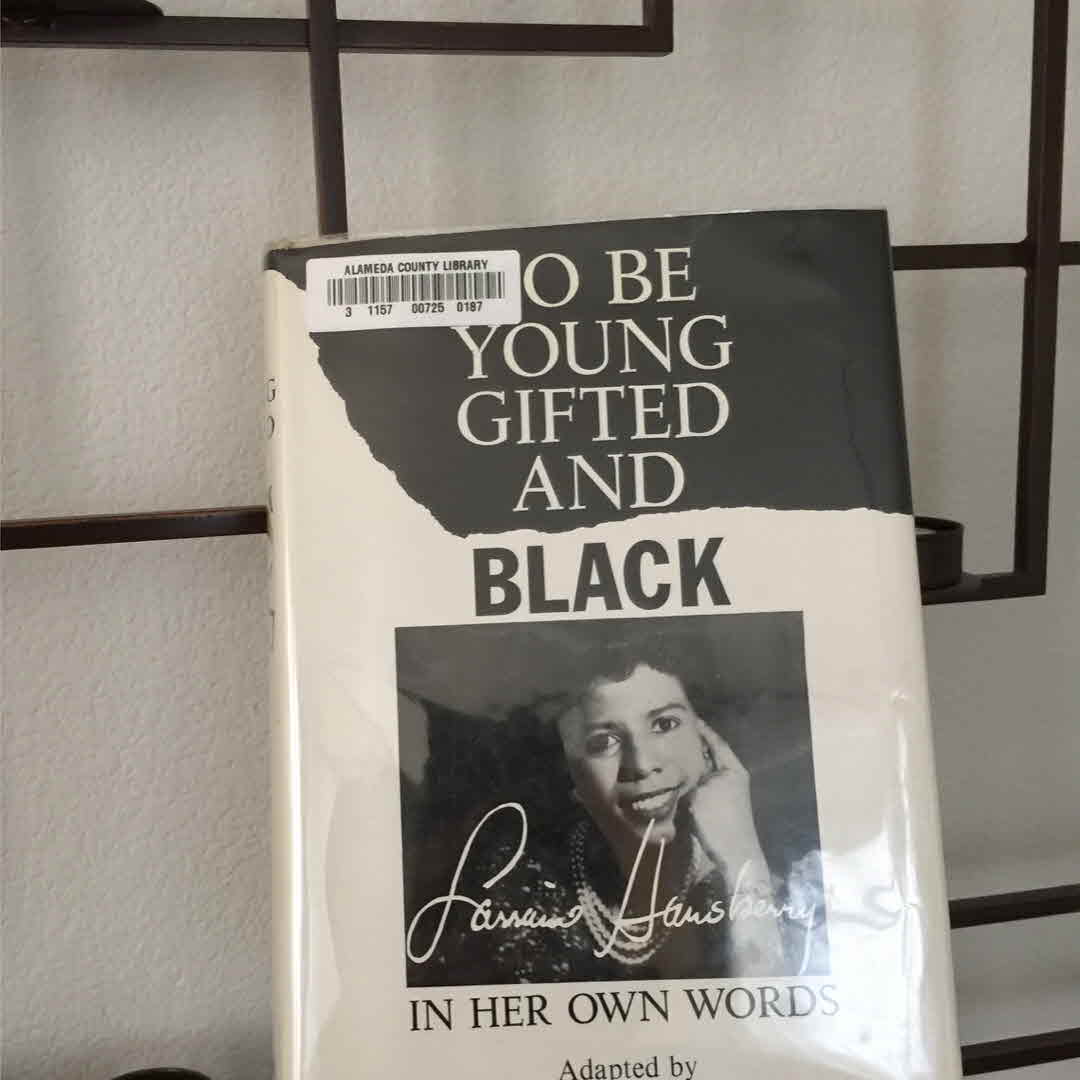 ALAMEDA COUNTY LIBRARY
3 1157 00725 0187
O BE
YOUNG
GIFTED
AND
BLACK
Lorraine Hansberry
IN HER OWN WORDS
Adapted by
G